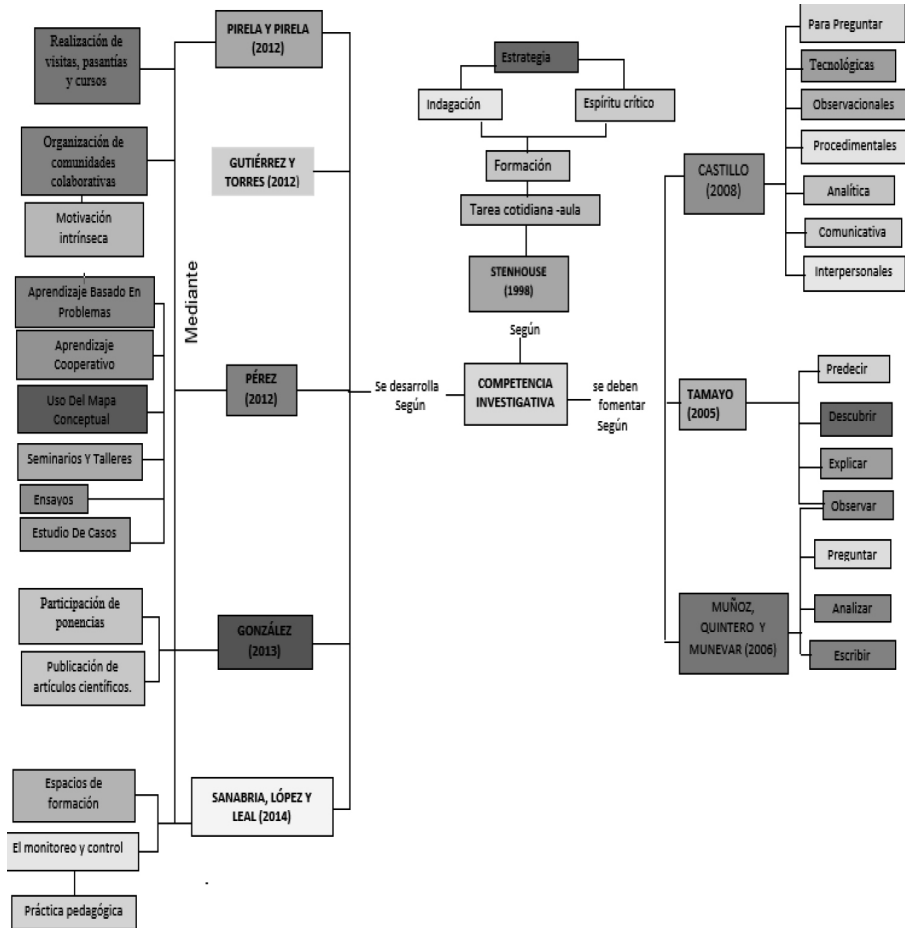 Realización de
visitas, pasantías
y cursos
Organización de
comunidades
colaborativas
Motivación
intrínseca
Aprendizaje Basado En
Problemas
Aprendizaje
Cooperativo
Uso Del Mapa
Conceptual
Seminarios Y Talleres
Ensayos
Estudio De Casos
Participación de
ponencias
Publicación de
artículos científicos.
Espacios de
formación
El monitoreo y control
Práctica pedagógica
Mediante
PIRELA Y PIRELA
(2012)
GUTIÉRREZ Y
TORRES (2012)
PÉREZ
(2012)
GONZÁLEZ
(2013)
SANABRIA, LÓPEZ Y
LEAL (2014)
Se desarrolla
Según
Estrategia
Indagación
Espíritu crítico
Formación
Tarea cotidiana -aula
STENHOUSE
(1998)
Según
COMPETENCIA
INVESTIGATIVA
se deben
fomentar
Según
CASTILLO
(2008)
TAMAYO
(2005)
MUÑOZ,
QUINTERO Y
MUNEVAR (2006)
Para Preguntar
Tecnológicas
Observacionales
Procedimentales
Analítica
Comunicativa
Interpersonales
Predecir
Descubrir
Explicar
Observar
Preguntar
Analizar
Escribir